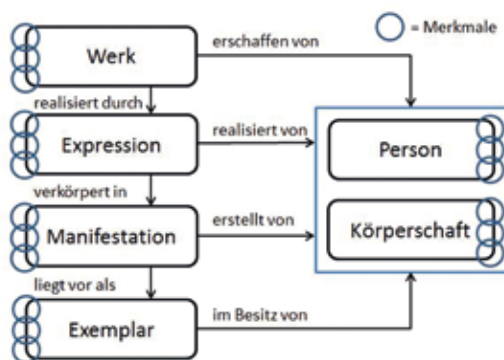 Werk
erschaffen von
= Merkmale
realisiert durch
Expression
realisiert von
Person
verkörpert in
Manifestation
erstellt von
Körperschaft
liegt vor als
Exemplar
im Besitz von